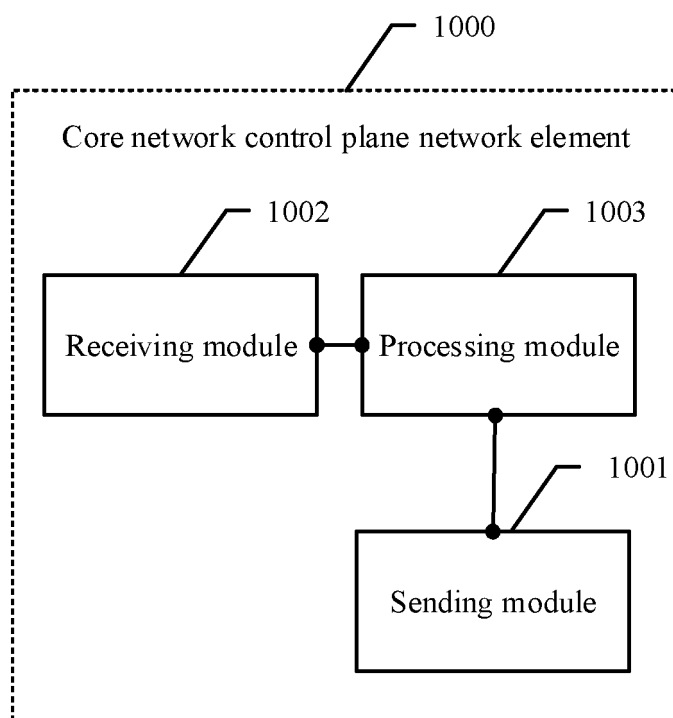 1000
Core network control plane network element
1002
1003
Receiving module
Processing module
1001
Sending module